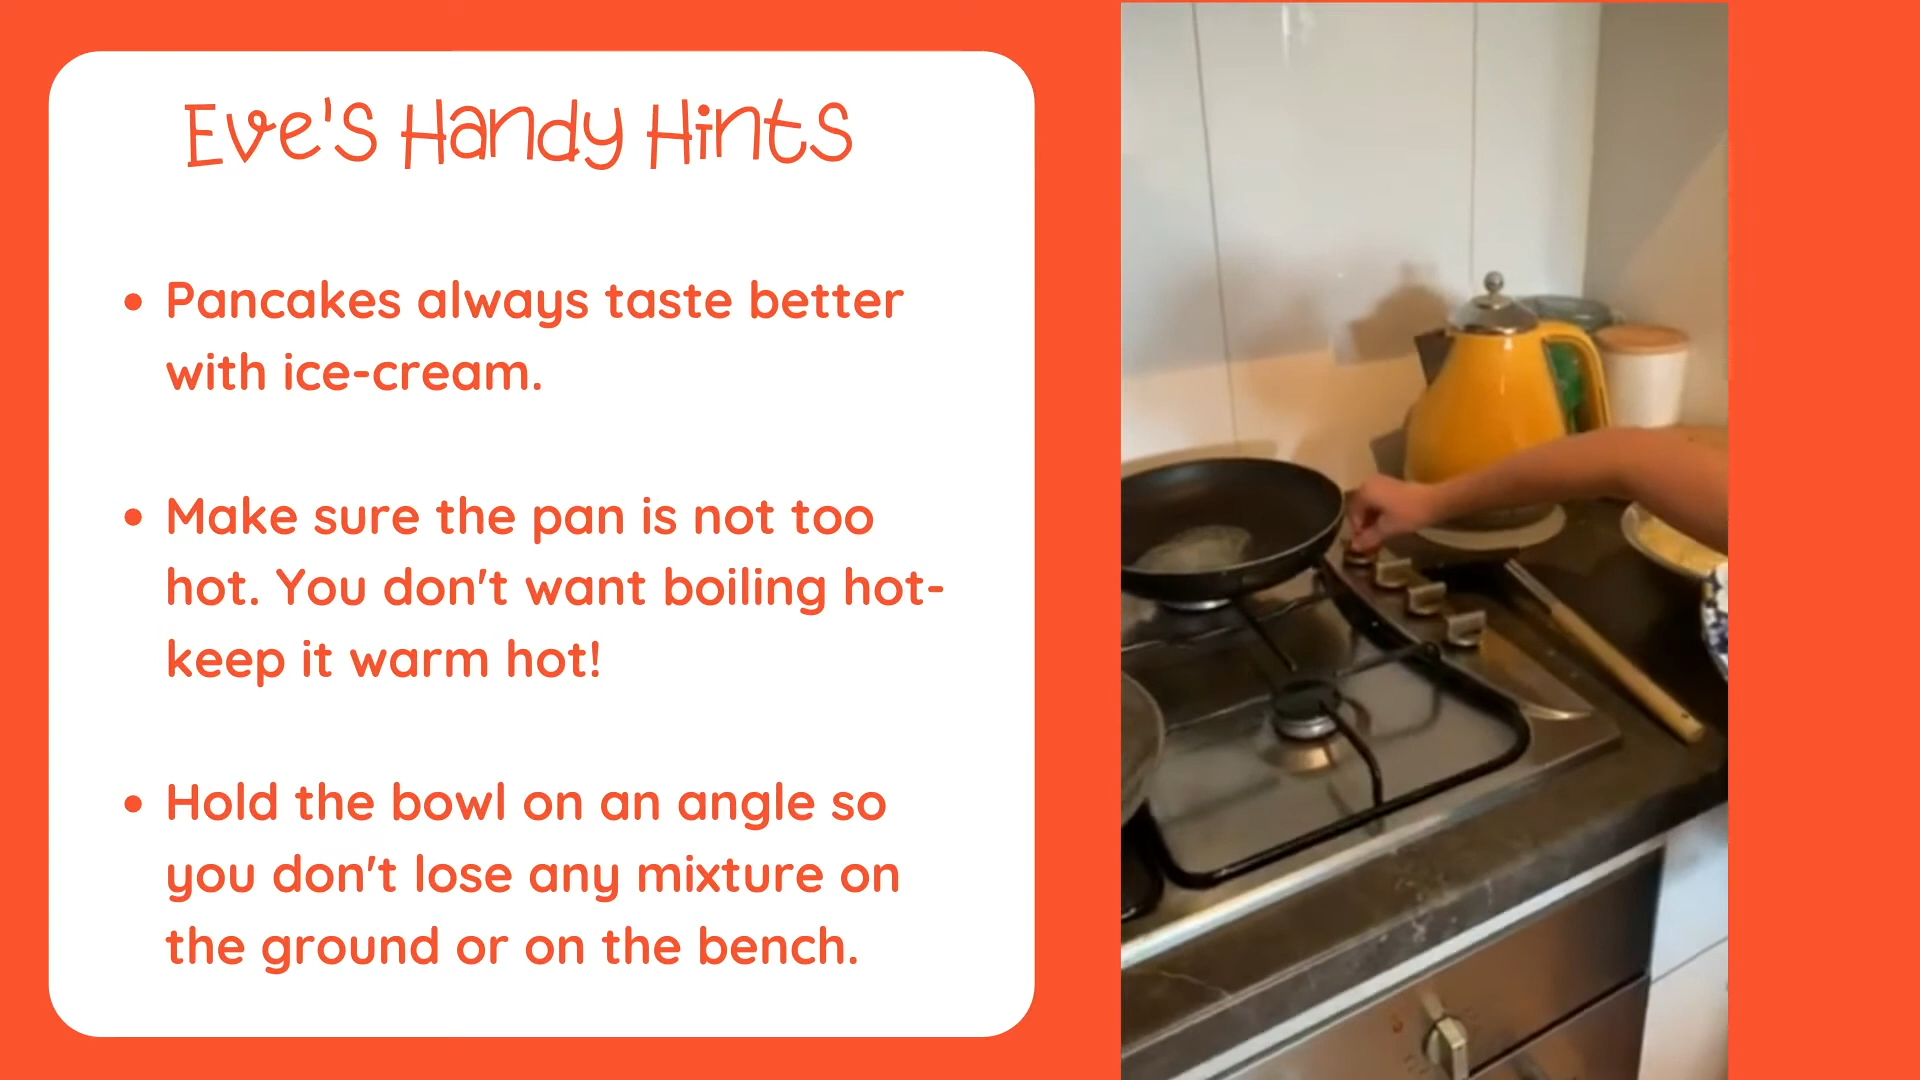 Eve's Handy Hints
• Pancakes always taste better
with ice-cream.
• Make sure the pan is not too
hot. You don't want boiling hot-
keep it warm hot!
• Hold the bowl on an angle so
you don't lose any mixture on
the ground or on the bench.